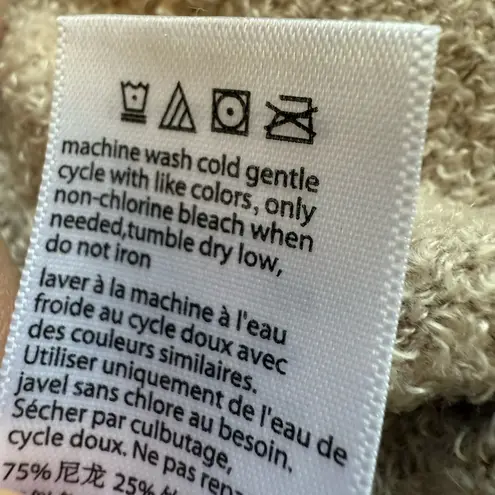 machine wash cold gentle
cycle with like colors, only
non-chlorine bleach when
needed,tumble dry low,
do not iron
laver à la machine à l'eau
froide au cycle doux avec
des couleurs similaires.
Utiliser uniquement de l'eau de
javel sans chlore au besoin.
Sécher par culbutage,
cycle doux. Ne pas repa
75% 尼龙 25%